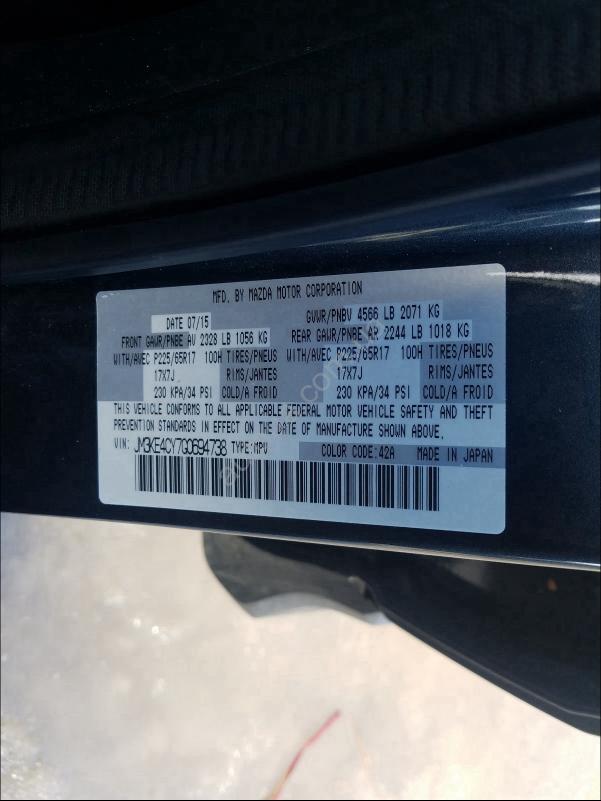 MFD. BY MAZDA MOTOR CORPORATION
DATE 07/15 GVWR/PNBV 4566 LB 2071 KG
FRONT GAWR/PNBE AV 2328 LB 1056 KG REAR GAWR/PNBE AR 2244 LB 1018 KG
WITH/AVEC P225/65R17 100H TIRES/PNEUS WITH/AVEC P225/65R17 100H TIRES/PNEUS
17X7J RIMS/JANTES 17X7J RIMS/JANTES
230 KPA/34 PSI COLD/A FROID 230 KPA/34 PSI COLD/A FROID
THIS VEHICLE CONFORMS TO ALL APPLICABLE FEDERAL MOTOR VEHICLE SAFETY AND THEFT
PREVENTION STANDARDS IN EFFECT ON THE DATE OF MANUFACTURE SHOWN ABOVE.
VIN: JM3KE4CY7G0694738 TYPE:MPV COLOR CODE:42A MADE IN JAPAN